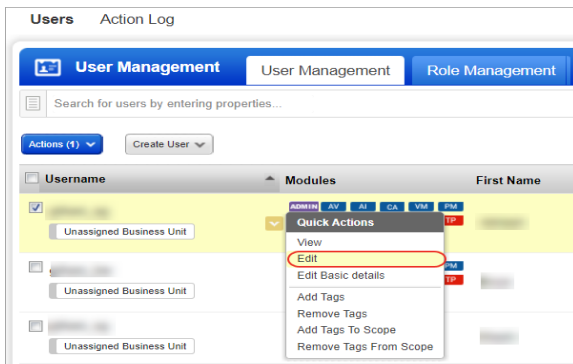 Users Action Log
User Management User Management Role Management
Search for users by entering properties...
Actions (1) Create User
Username Modules First Name
ADMIN AV AI CA VM PM
Unassigned Business Unit TP
Quick Actions
View
Edit
PM
Edit Basic details TP
Unassigned Business Unit
Add Tags
Remove Tags
Add Tags To Scope
Unassigned Business Unit Remove Tags From Scope